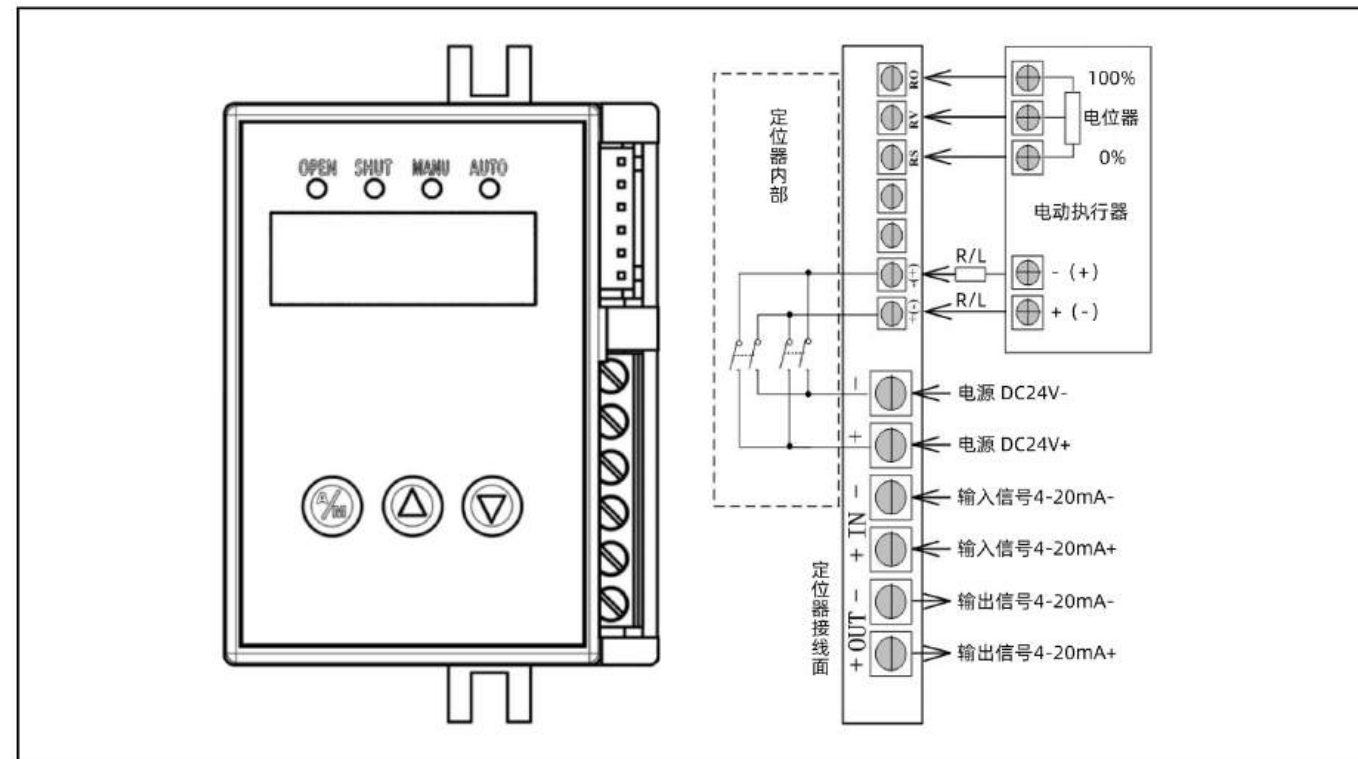 OPEN SHUT MANU AUTO
A/M
定位器内部
定位器接线面
RO
RV
RS
-(+)
+(-)
-
+
- IN +
- OUT +
R/L
R/L
100%
电位器
0%
电动执行器
- (+)
+ (-)
电源 DC24V-
电源 DC24V+
输入信号4-20mA-
输入信号4-20mA+
输出信号4-20mA-
输出信号4-20mA+